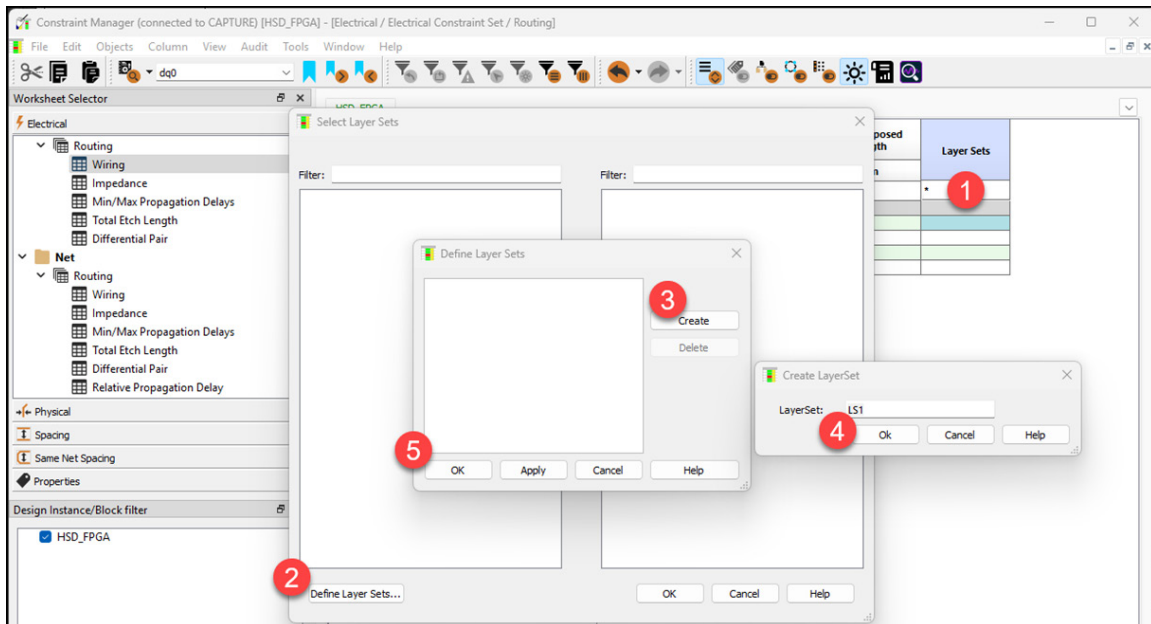 Constraint Manager (connected to CAPTURE) [HSD_FPGA] - [Electrical / Electrical Constraint Set / Routing]
File Edit Objects Column View Audit Tools Window Help
dq0
Worksheet Selector
Electrical
Routing
Wiring
Impedance
Min/Max Propagation Delays
Total Etch Length
Differential Pair
Net
Routing
Wiring
Impedance
Min/Max Propagation Delays
Total Etch Length
Differential Pair
Relative Propagation Delay
Physical
Spacing
Same Net Spacing
Properties
Design Instance/Block filter
HSD_FPGA
HSD_FPGA
Layer Sets
*
1
Select Layer Sets
Filter:
Filter:
2
Define Layer Sets...
OK Cancel Help
Define Layer Sets
3
Create
Delete
5
OK Apply Cancel Help
Create LayerSet
LayerSet: LS1
4
Ok Cancel Help